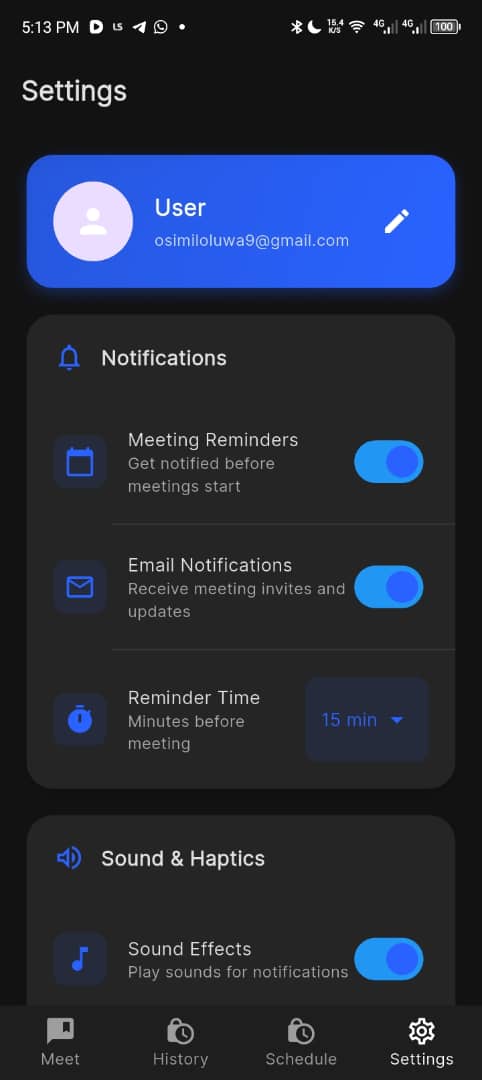 5:13 PM LS 15.4 K/S 4G 4G 100
Settings
User
osimiloluwa9@gmail.com
Notifications
Meeting Reminders
Get notified before
meetings start
Email Notifications
Receive meeting invites and
updates
Reminder Time
Minutes before
meeting
15 min
Sound & Haptics
Sound Effects
Play sounds for notifications
Meet History Schedule Settings